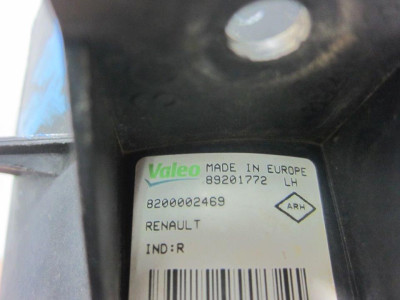 Valeo MADE IN EUROPE
89201772 LH
8200002469
ARH
RENAULT
IND:R